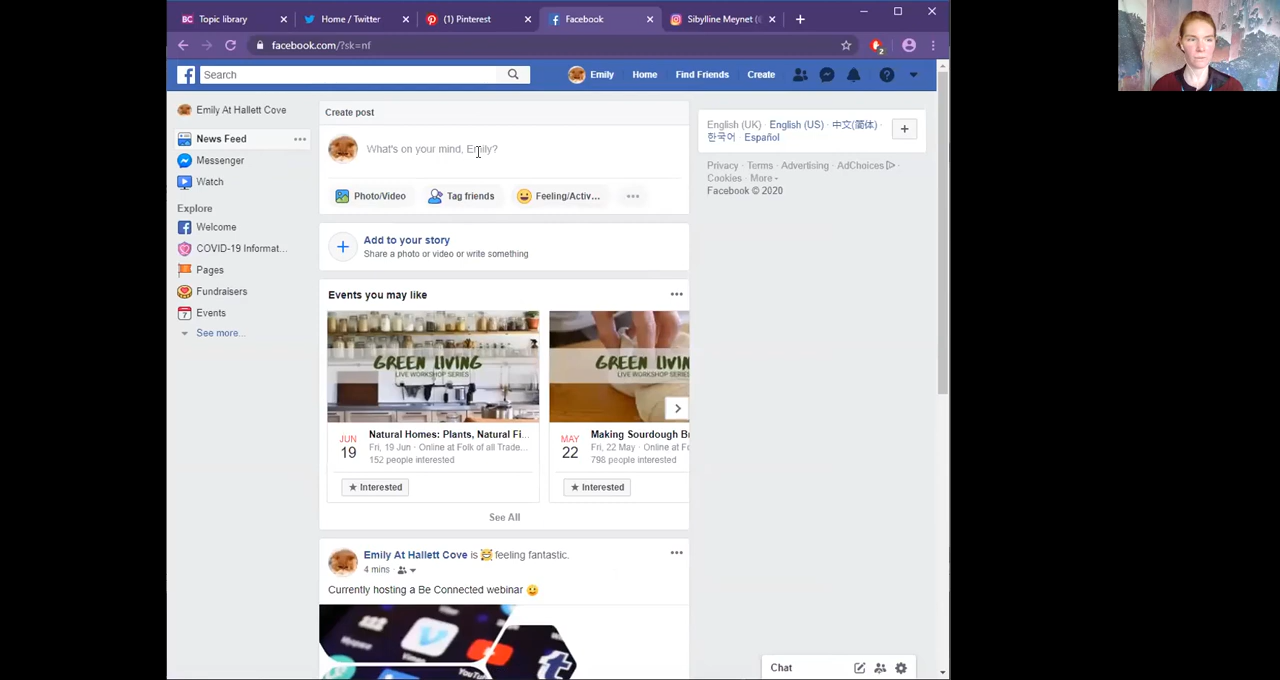 Topic library
Home / Twitter
(1) Pinterest
Facebook
Sibylline Meynet (
facebook.com/?sk=nf
2
Search
Emily
Home
Find Friends
Create
Emily At Hallett Cove
News Feed
Messenger
Watch
Explore
Welcome
COVID-19 Informat...
Pages
Fundraisers
Events
See more...
Create post
What's on your mind, Emily?
Photo/Video
Tag friends
Feeling/Activ...
Add to your story
Share a photo or video or write something
Events you may like
GREEN LIVING
LIVE WORKSHOP SERIES
GREEN LIVING
LIVE WORKSHOP SERIES
JUN
19
Natural Homes: Plants, Natural Fi...
Fri, 19 Jun · Online at Folk of all Trade...
152 people interested
★ Interested
MAY
22
Making Sourdough B
Fri, 22 May · Online at F
798 people interested
★ Interested
See All
Emily At Hallett Cove is 😹 feeling fantastic.
4 mins
Currently hosting a Be Connected webinar 😀
YouTube
English (UK) · English (US) · 中文(简体) ·
한국어 · Español
Privacy · Terms · Advertising · AdChoices
Cookies · More
Facebook © 2020
Chat